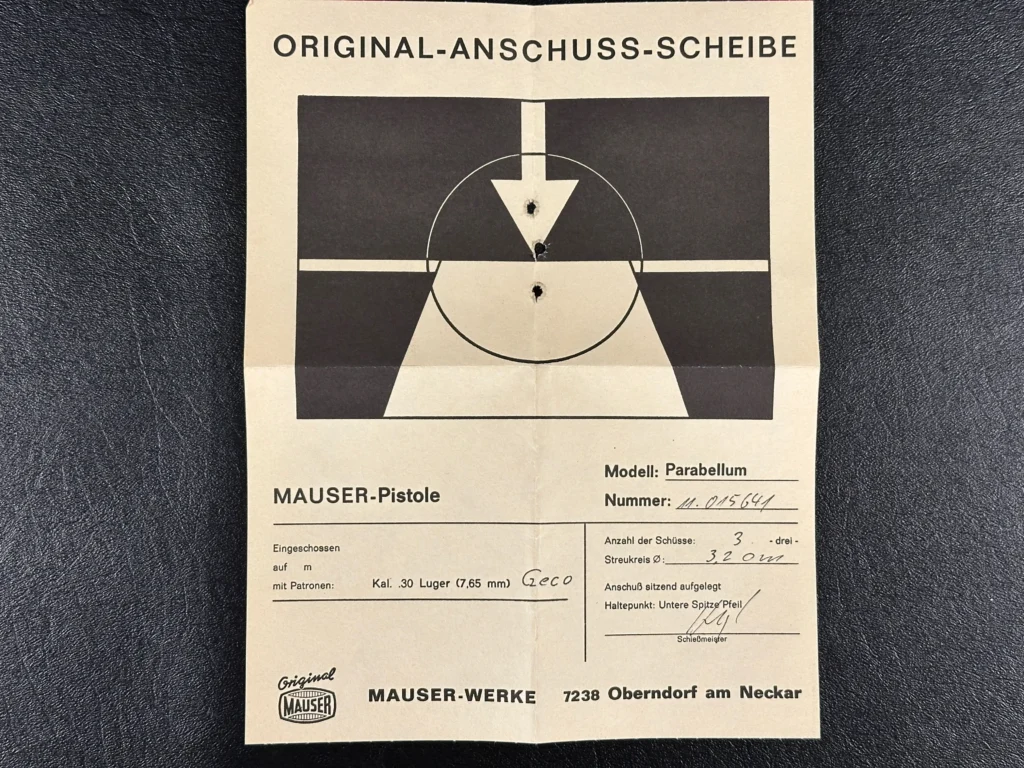 ORIGINAL-ANSCHUSS-SCHEIBE
Modell: Parabellum
MAUSER-Pistole
Nummer: 11.015641
Eingeschossen
auf m
mit Patronen: Kal. .30 Luger (7,65 mm) Geco
Anzahl der Schüsse: 3 - drei -
Streukreis Ø: 3,2 cm
Anschuß sitzend aufgelegt
Haltepunkt: Untere Spitze Pfeil
Schießmeister
Original
MAUSER
MAUSER-WERKE 7238 Oberndorf am Neckar